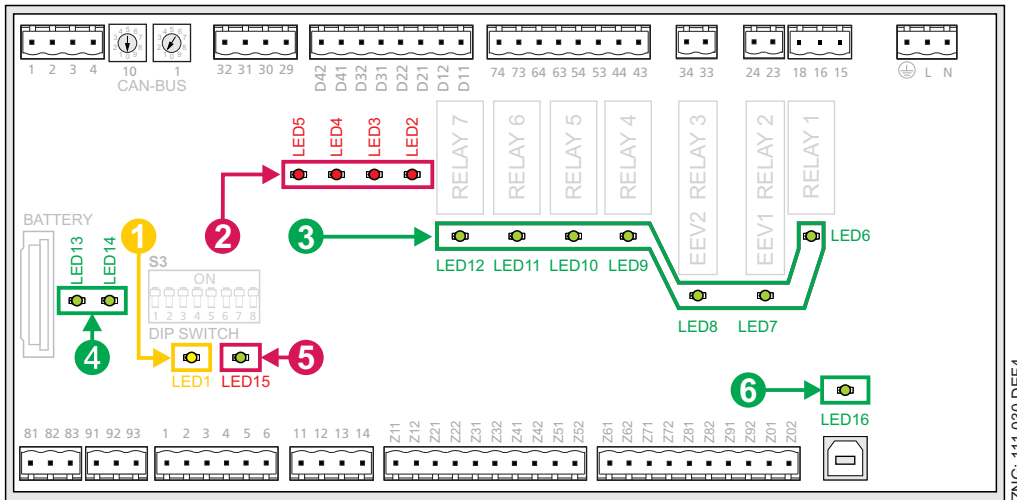 1 2 3 4
10 1
CAN-BUS
32 31 30 29
D42 D41 D32 D31 D22 D21 D12 D11
74 73 64 63 54 53 44 43
34 33
24 23
18 16 15
L N
LED5 LED4 LED3 LED2
RELAY 7
RELAY 6
RELAY 5
RELAY 4
EEV2 RELAY 3
EEV1 RELAY 2
RELAY 1
BATTERY
1
2
3
LED6
LED13 LED14
S3
ON
1 2 3 4 5 6 7 8
DIP SWITCH
LED12 LED11 LED10 LED9
LED8 LED7
4
5
LED1 LED15
6
LED16
81 82 83 91 92 93
1 2 3 4 5 6
11 12 13 14
Z11 Z12 Z21 Z22 Z31 Z32 Z41 Z42 Z51 Z52
Z61 Z62 Z71 Z72 Z81 Z82 Z91 Z92 Z01 Z02